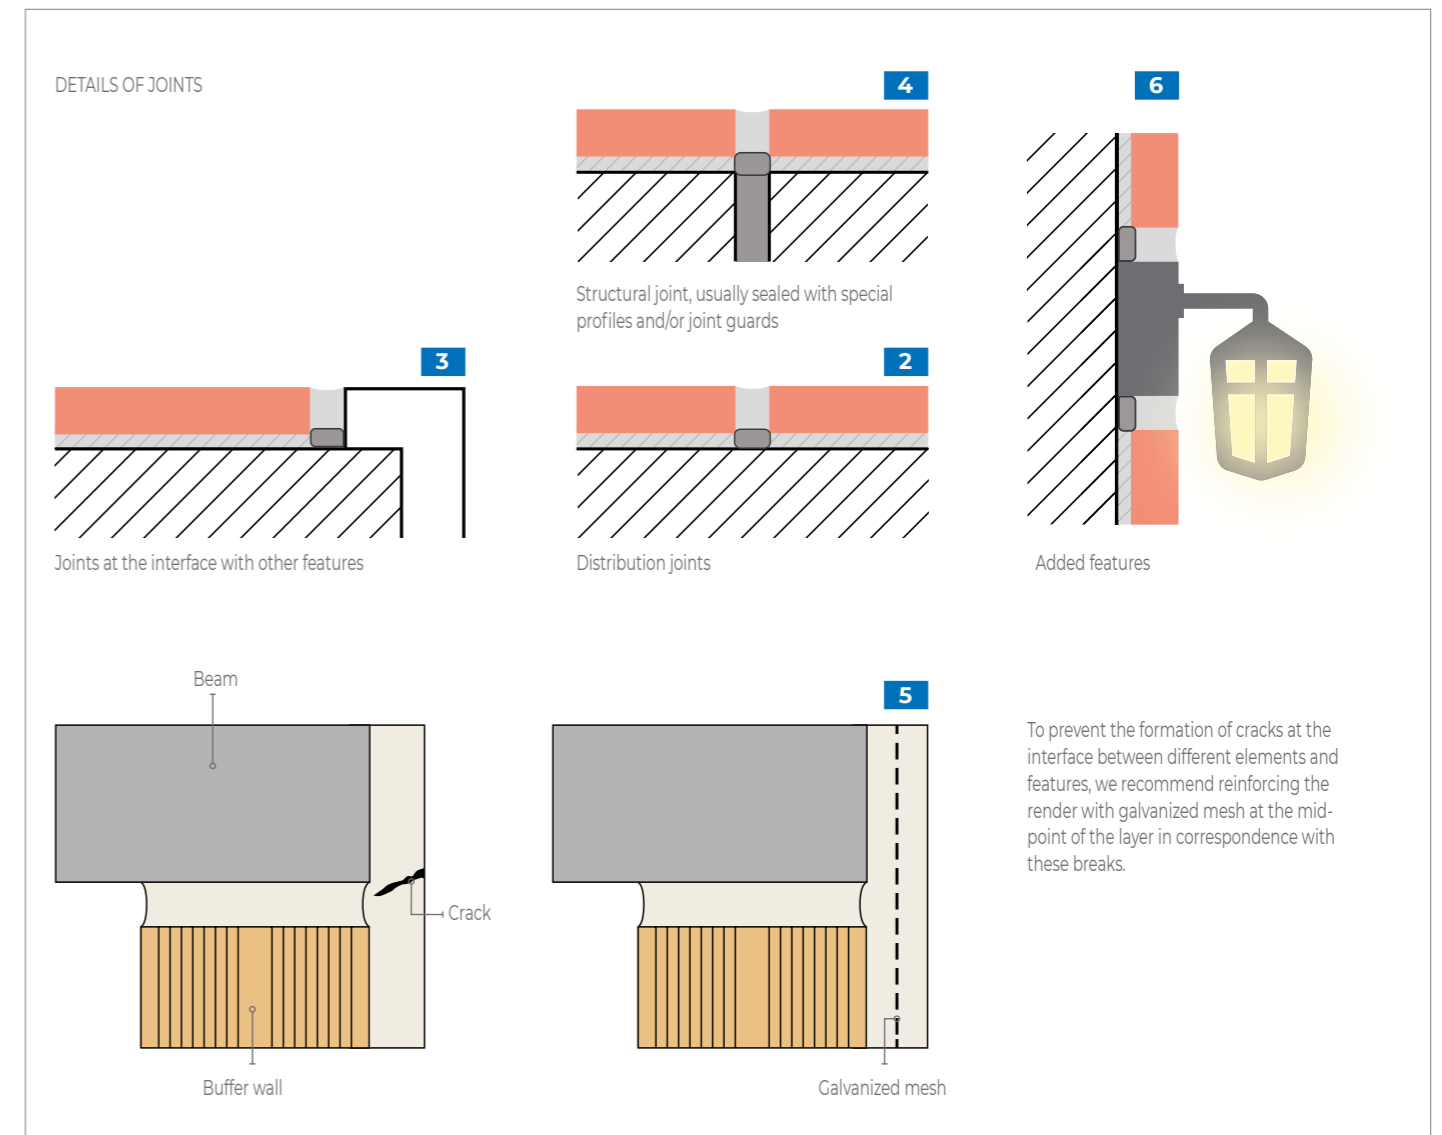 DETAILS OF JOINTS
4
6
Structural joint, usually sealed with special
profiles and/or joint guards
3
2
Joints at the interface with other features
Distribution joints
Added features
Beam
5
To prevent the formation of cracks at the
interface between different elements and
features, we recommend reinforcing the
render with galvanized mesh at the mid-
point of the layer in correspondence with
these breaks.
Crack
Buffer wall
Galvanized mesh